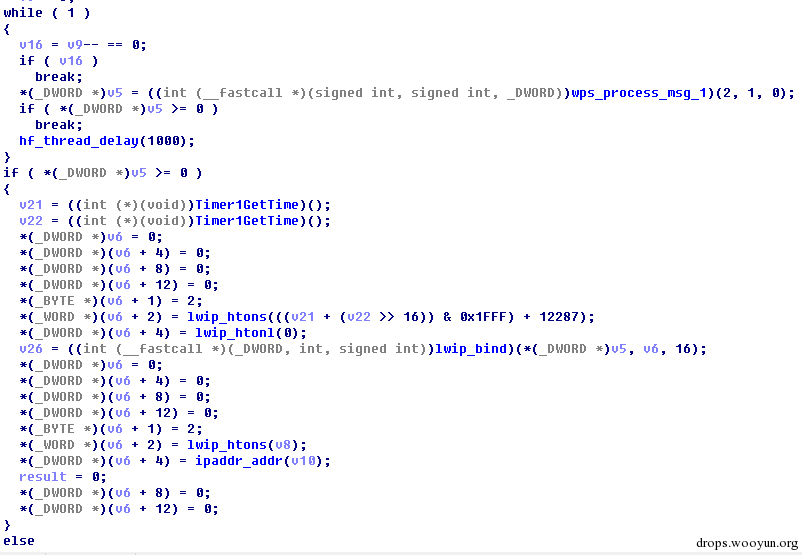 while ( 1 )
{
v16 = v9-- == 0;
if ( v16 )
break;
*(_DWORD *)v5 = ((int (__fastcall *)(signed int, signed int, _DWORD))wps_process_msg_1)(2, 1, 0);
if ( *(_DWORD *)v5 >= 0 )
break;
hf_thread_delay(1000);
}
if ( *(_DWORD *)v5 >= 0 )
{
v21 = ((int (*)(void))Timer1GetTime)();
v22 = ((int (*)(void))Timer1GetTime)();
*(_DWORD *)v6 = 0;
*(_DWORD *)(v6 + 4) = 0;
*(_DWORD *)(v6 + 8) = 0;
*(_DWORD *)(v6 + 12) = 0;
*(_BYTE *)(v6 + 1) = 2;
*(_WORD *)(v6 + 2) = lwip_htons(((v21 + (v22 >> 16)) & 0x1FFF) + 12287);
*(_DWORD *)(v6 + 4) = lwip_htonl(0);
v26 = ((int (__fastcall *)(_DWORD, int, signed int))lwip_bind)(*(_DWORD *)v5, v6, 16);
*(_DWORD *)v6 = 0;
*(_DWORD *)(v6 + 4) = 0;
*(_DWORD *)(v6 + 8) = 0;
*(_DWORD *)(v6 + 12) = 0;
*(_BYTE *)(v6 + 1) = 2;
*(_WORD *)(v6 + 2) = lwip_htons(v8);
*(_DWORD *)(v6 + 4) = ipaddr_addr(v10);
result = 0;
*(_DWORD *)(v6 + 8) = 0;
*(_DWORD *)(v6 + 12) = 0;
}
else
drops.wooyun.org